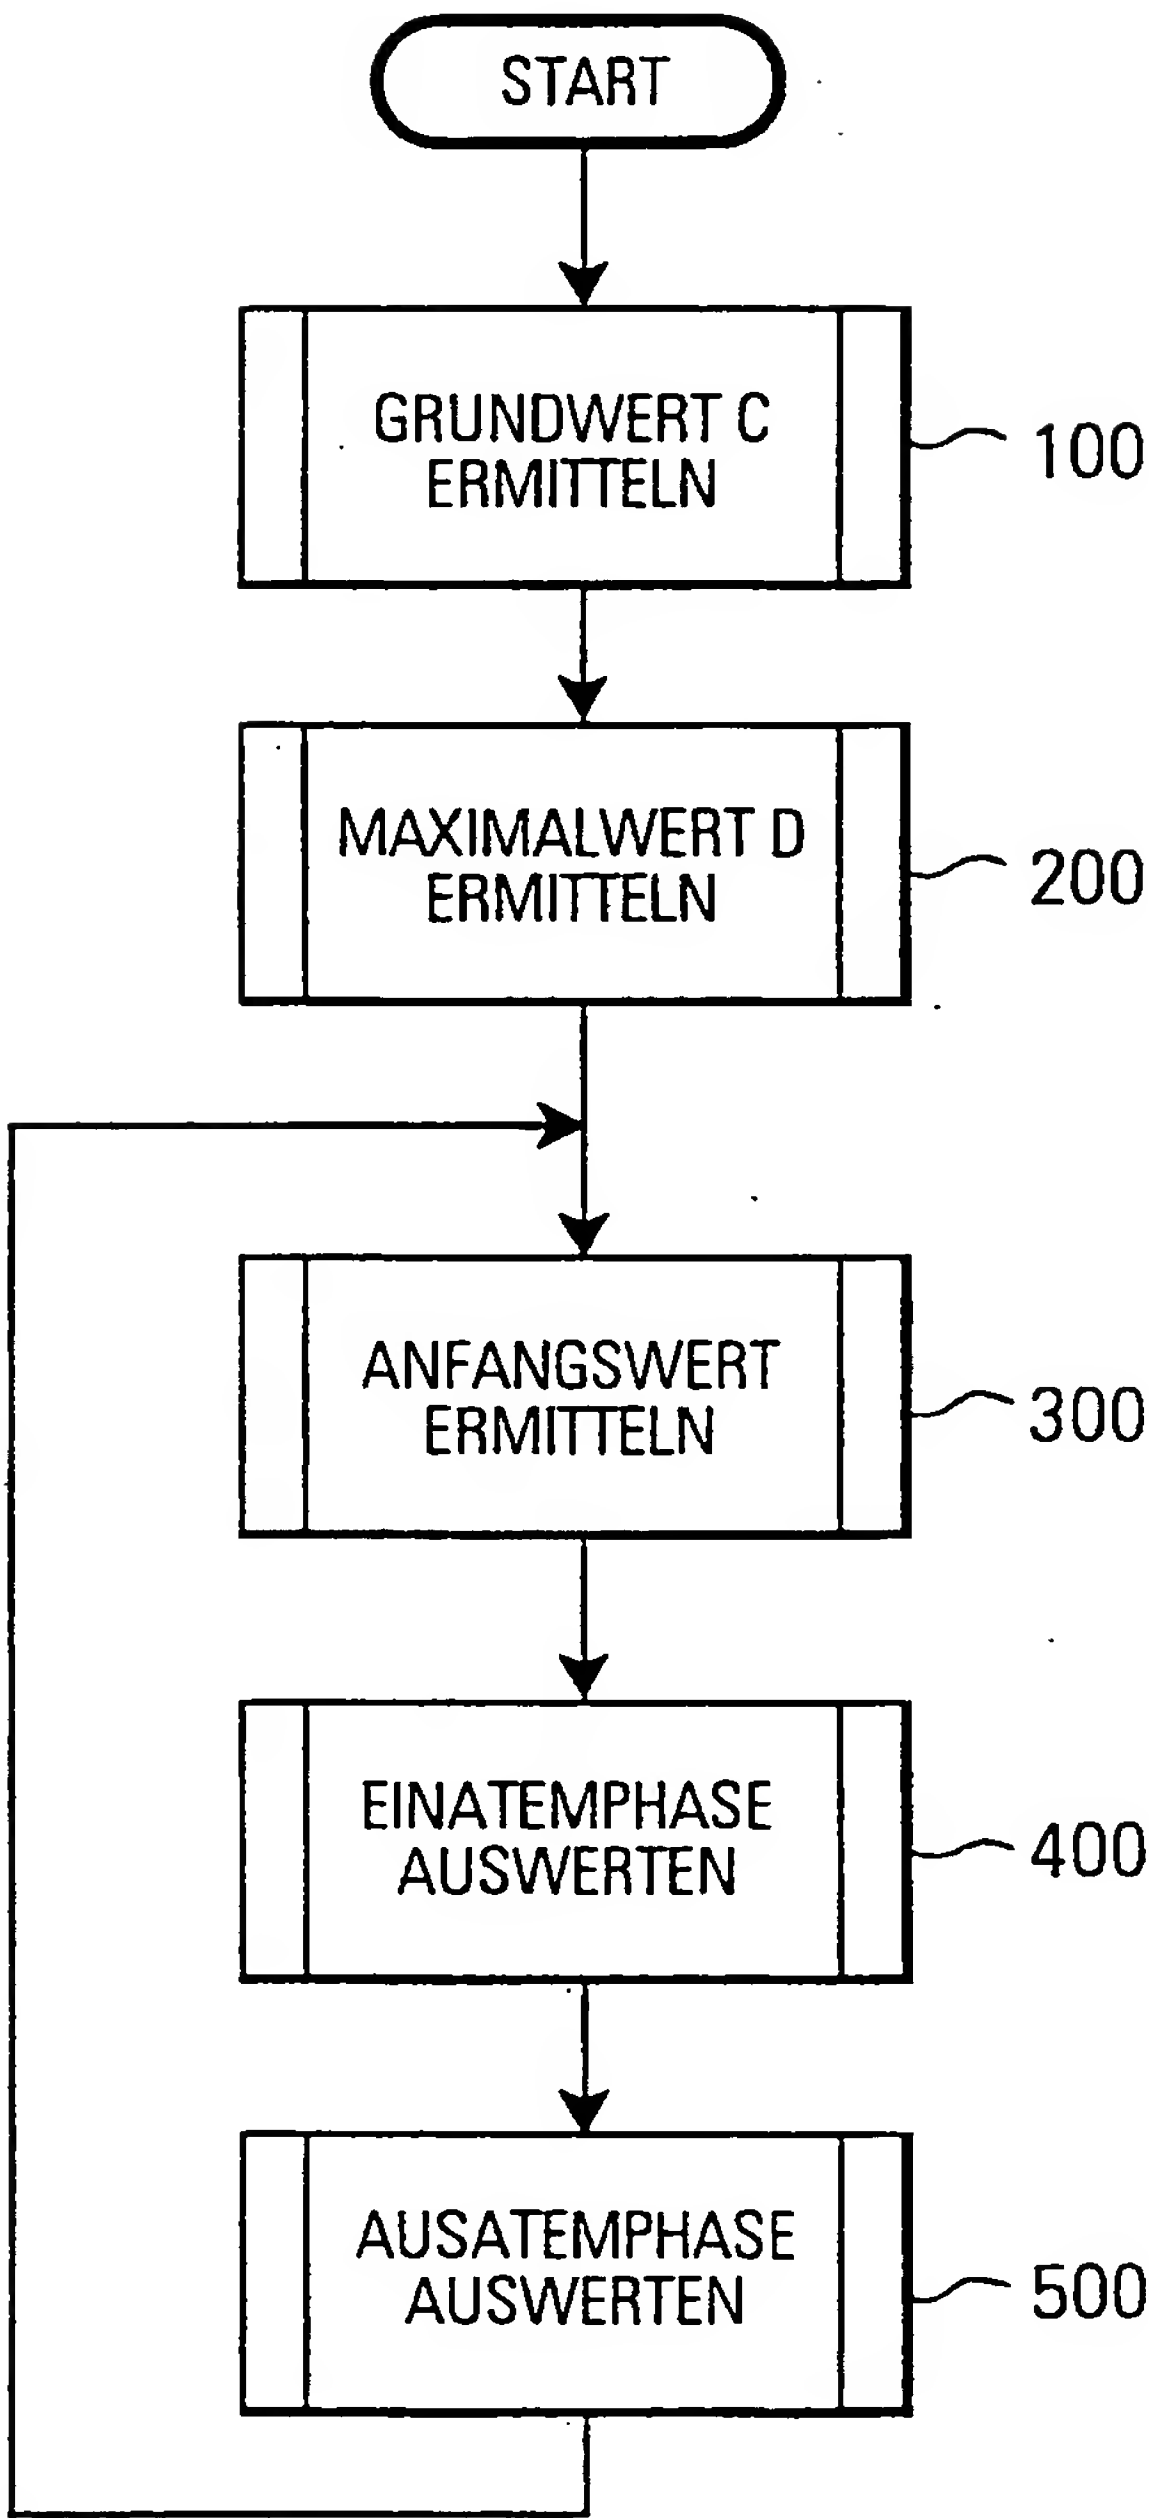 START
GRUNDWERT C
ERMITTELN
100
MAXIMALWERT D
ERMITTELN
200
ANFANGSWERT
ERMITTELN
300
EINATEMPHASE
AUSWERTEN
400
AUSATEMPHASE
AUSWERTEN
500